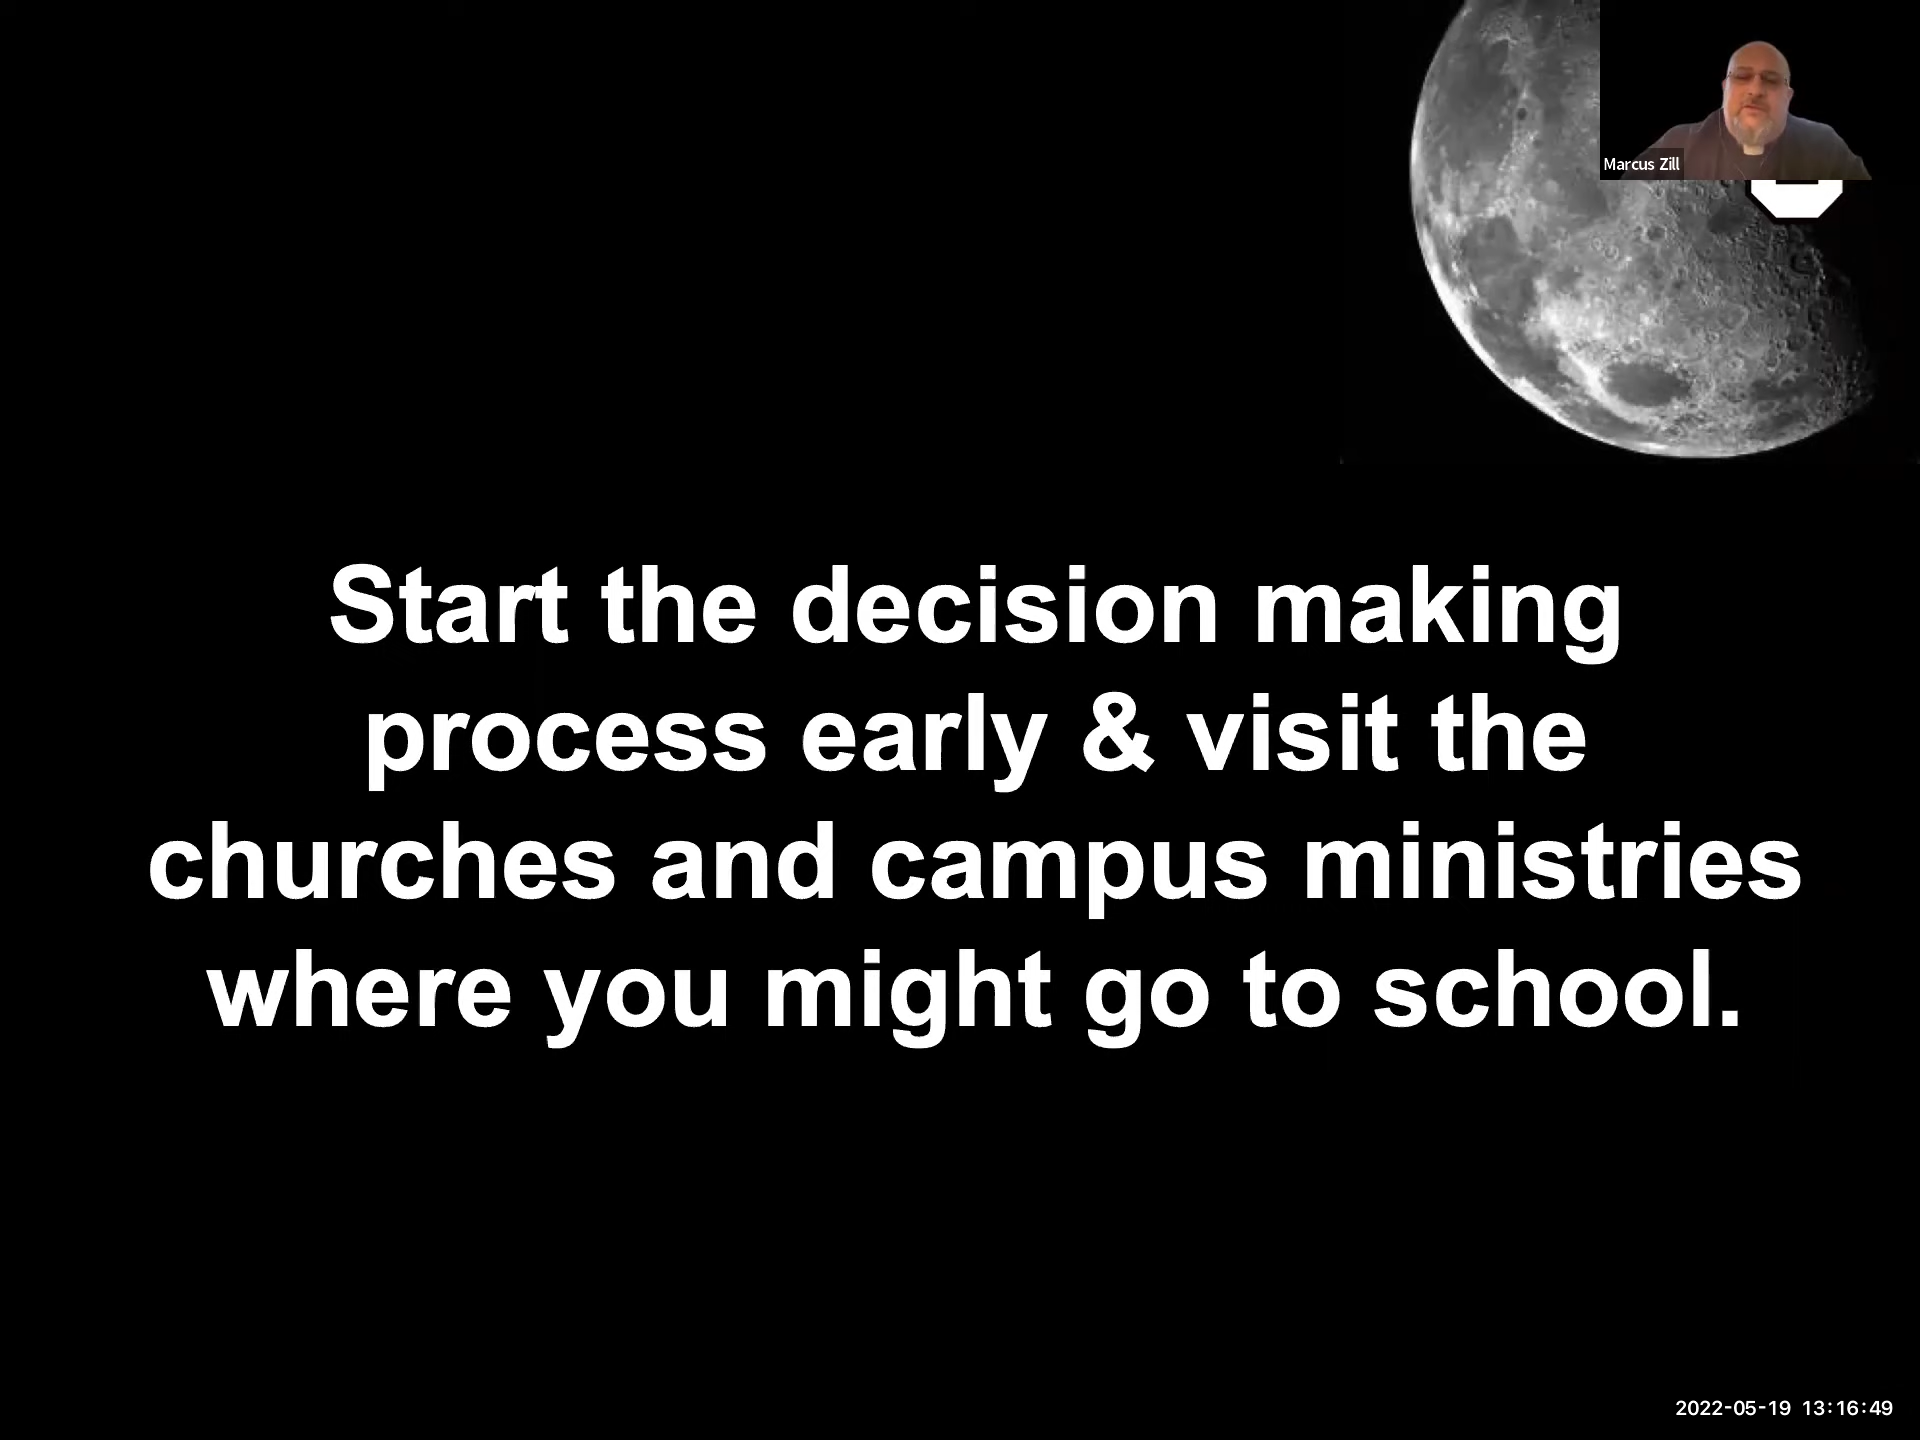 Marcus Zill
Start the decision making
process early & visit the
churches and campus ministries
where you might go to school.
2022-05-19 13:16:49